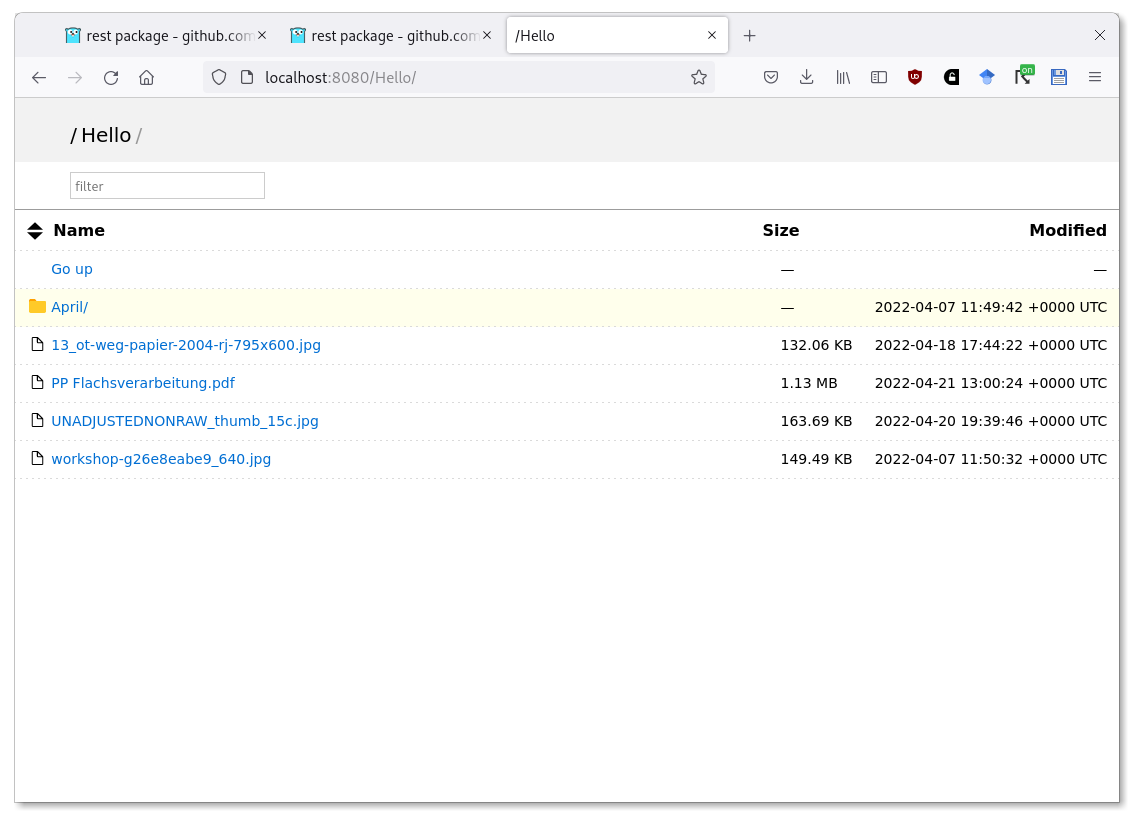 rest package - github.com rest package - github.com /Hello
localhost:8080/Hello/ UD on
/ Hello /
filter
Name Size Modified
Go up — —
April/ — 2022-04-07 11:49:42 +0000 UTC
13_ot-weg-papier-2004-rj-795x600.jpg 132.06 KB 2022-04-18 17:44:22 +0000 UTC
PP Flachsverarbeitung.pdf 1.13 MB 2022-04-21 13:00:24 +0000 UTC
UNADJUSTEDNONRAW_thumb_15c.jpg 163.69 KB 2022-04-20 19:39:46 +0000 UTC
workshop-g26e8eabe9_640.jpg 149.49 KB 2022-04-07 11:50:32 +0000 UTC